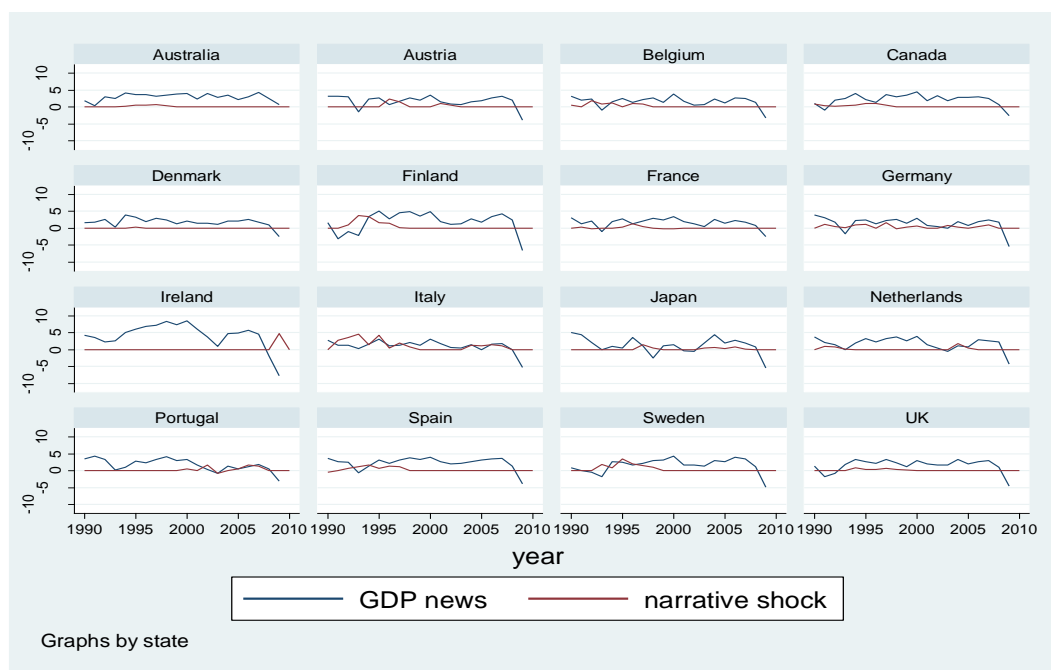 Australia Austria Belgium Canada
10
5
0
-5
-10
Denmark Finland France Germany
10
5
0
-5
-10
Ireland Italy Japan Netherlands
10
5
0
-5
-10
Portugal Spain Sweden UK
10
5
0
-5
-10
1990 1995 2000 2005 2010 1990 1995 2000 2005 2010 1990 1995 2000 2005 2010 1990 1995 2000 2005 2010
year
GDP news narrative shock
Graphs by state